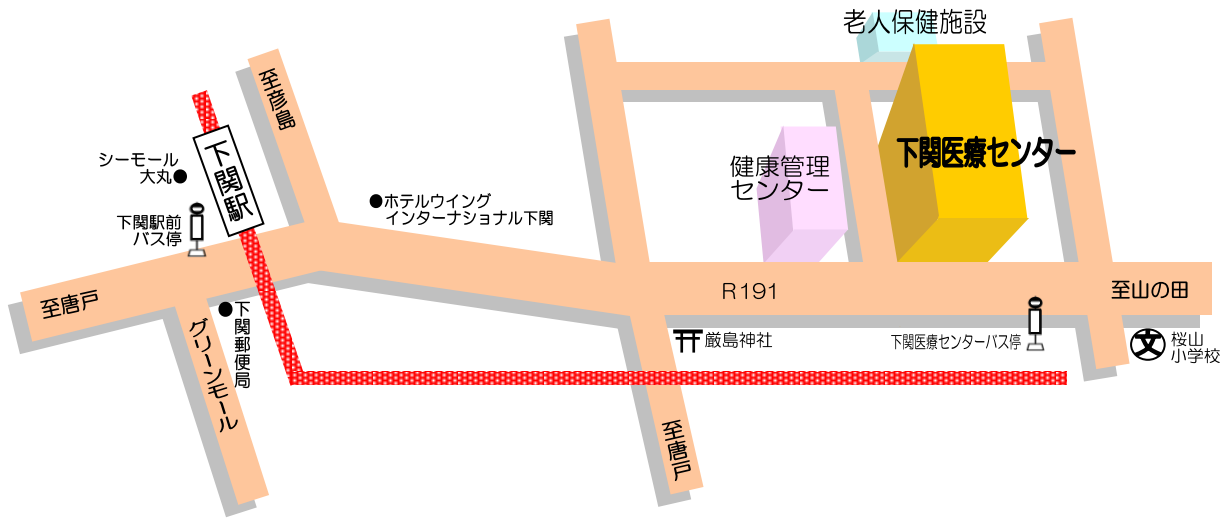 老人保健施設
至彦島
下関駅
シーモール
大丸
下関医療センター
健康管理
センター
ホテルウイング
インターナショナル下関
下関駅前
バス停
R191
至山の田
至唐戸
下関郵便局
グリーンモール
厳島神社
下関医療センターバス停
文
桜山
小学校
至唐戸